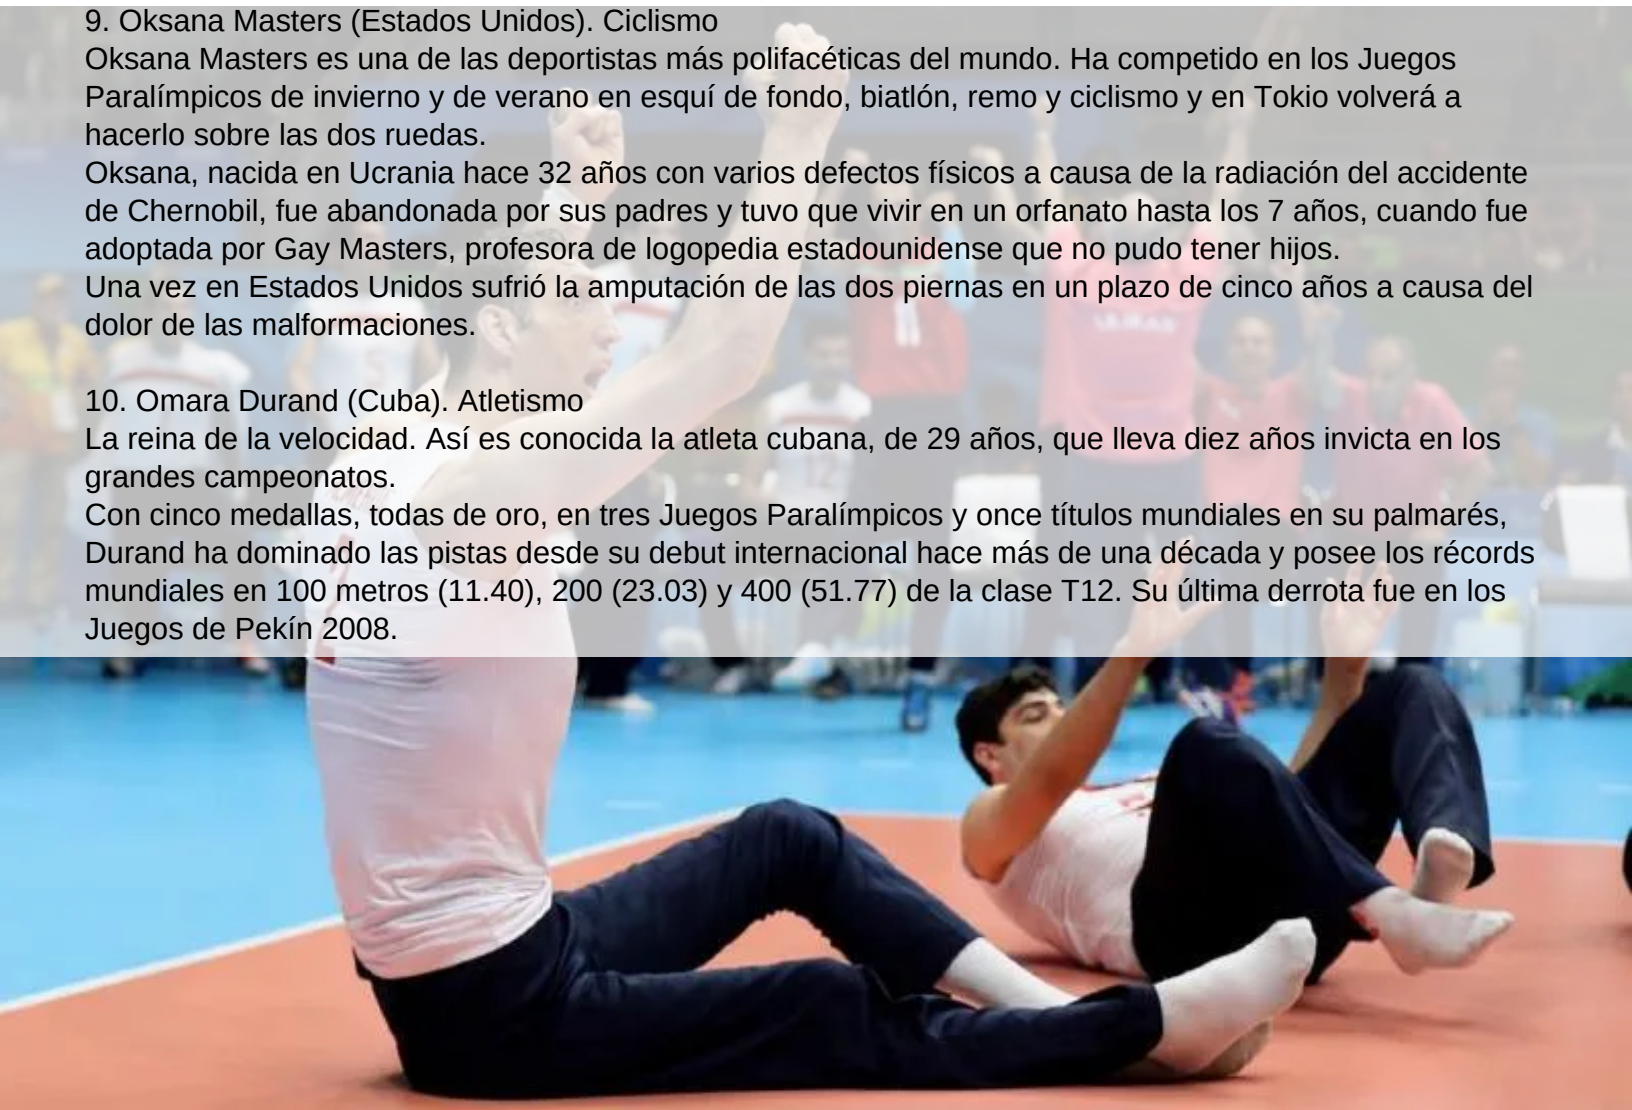 9. Oksana Masters (Estados Unidos). Ciclismo
Oksana Masters es una de las deportistas más polifacéticas del mundo. Ha competido en los Juegos
Paralímpicos de invierno y de verano en esquí de fondo, biatlón, remo y ciclismo y en Tokio volverá a
hacerlo sobre las dos ruedas.
Oksana, nacida en Ucrania hace 32 años con varios defectos físicos a causa de la radiación del accidente
de Chernobil, fue abandonada por sus padres y tuvo que vivir en un orfanato hasta los 7 años, cuando fue
adoptada por Gay Masters, profesora de logopedia estadounidense que no pudo tener hijos.
Una vez en Estados Unidos sufrió la amputación de las dos piernas en un plazo de cinco años a causa del
dolor de las malformaciones.
10. Omara Durand (Cuba). Atletismo
La reina de la velocidad. Así es conocida la atleta cubana, de 29 años, que lleva diez años invicta en los
grandes campeonatos.
Con cinco medallas, todas de oro, en tres Juegos Paralímpicos y once títulos mundiales en su palmarés,
Durand ha dominado las pistas desde su debut internacional hace más de una década y posee los récords
mundiales en 100 metros (11.40), 200 (23.03) y 400 (51.77) de la clase T12. Su última derrota fue en los
Juegos de Pekín 2008.